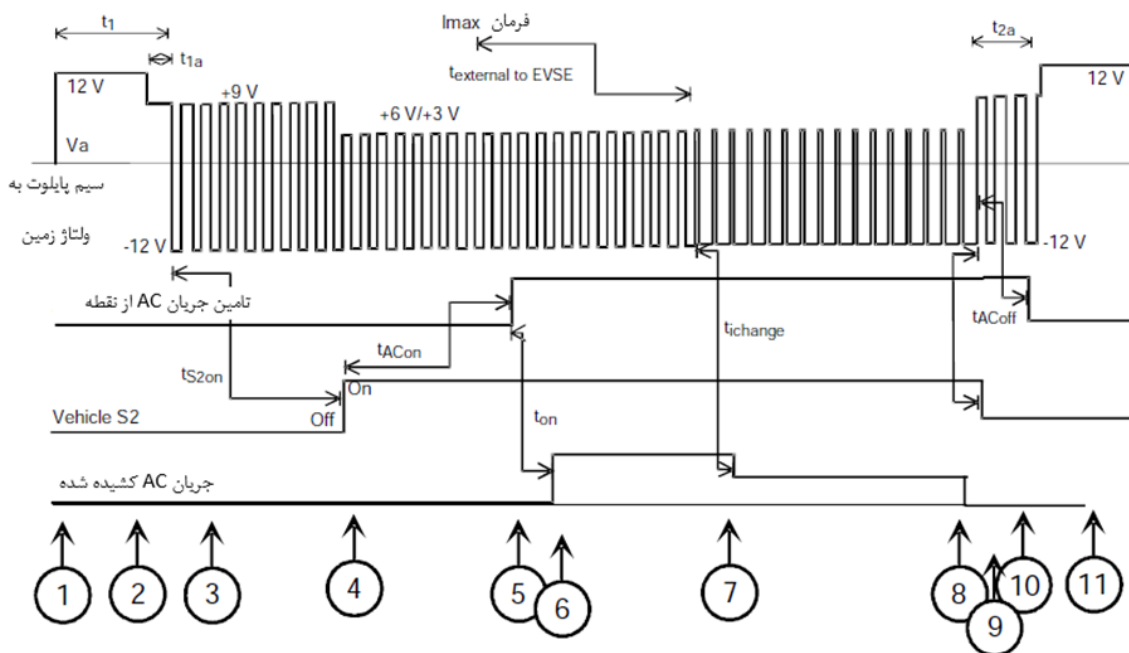 t1
فرمان Imax
t2a
t1a
texternal to EVSE
12 V
+9 V
+6 V/+3 V
12 V
Va
سیم پایلوت به
ولتاژ زمین
-12 V
-12 V
تامین جریان AC از نقطه
tACoff
tACon
tichange
tS2on
On
Vehicle S2
Off
ton
جریان AC کشیده شده
1
2
3
4
5
6
7
8
9
10
11